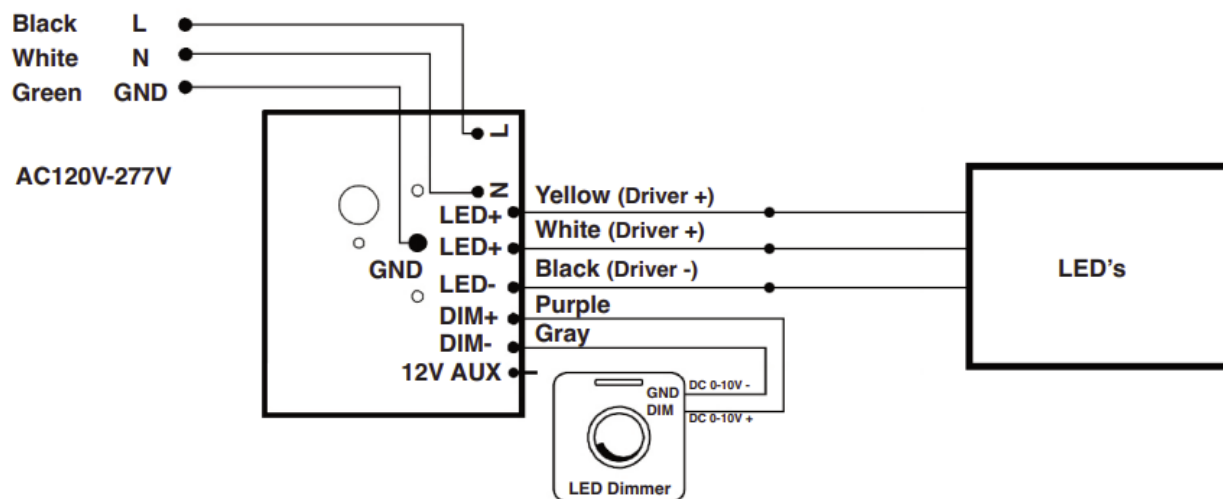 Black L
White N
Green GND
AC120V-277V
L
N
LED+
LED+
GND
LED-
DIM+
DIM-
12V AUX
Yellow (Driver +)
White (Driver +)
Black (Driver -)
Purple
Gray
LED's
GND DC 0-10V -
DIM DC 0-10V +
LED Dimmer